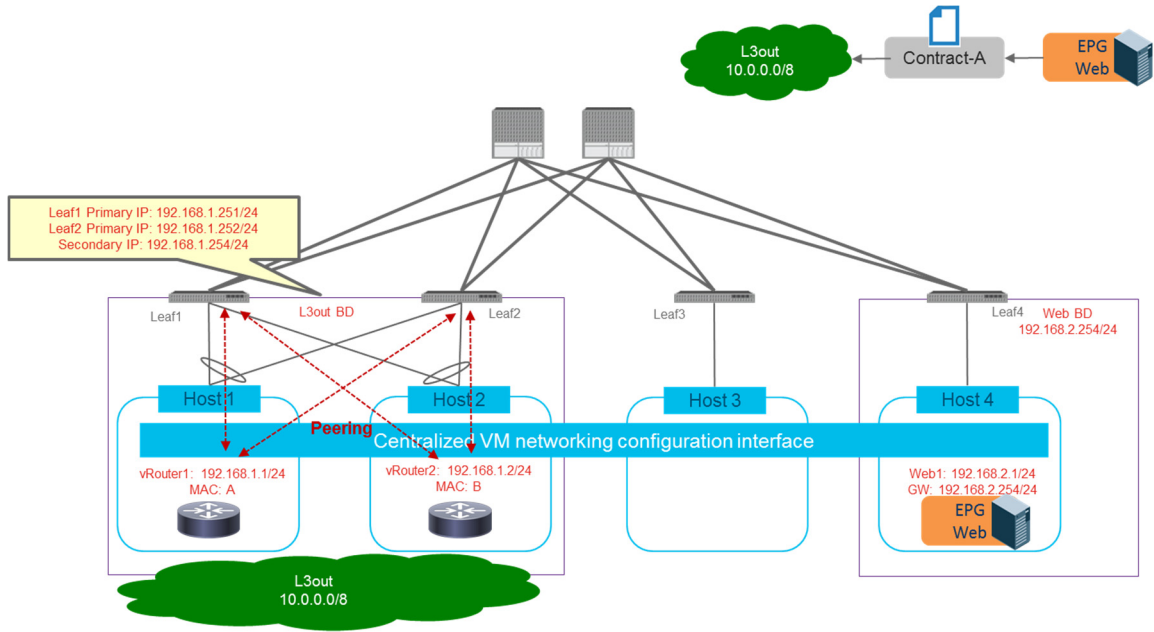 L3out
10.0.0.0/8
Contract-A
EPG
Web
Leaf1 Primary IP: 192.168.1.251/24
Leaf2 Primary IP: 192.168.1.252/24
Secondary IP: 192.168.1.254/24
Leaf1
L3out BD
Leaf2
Leaf3
Leaf4
Web BD
192.168.2.254/24
Host 1
Host 2
Host 3
Host 4
Peering
Centralized VM networking configuration interface
vRouter1: 192.168.1.1/24
MAC: A
vRouter2: 192.168.1.2/24
MAC: B
Web1: 192.168.2.1/24
GW: 192.168.2.254/24
EPG
Web
L3out
10.0.0.0/8